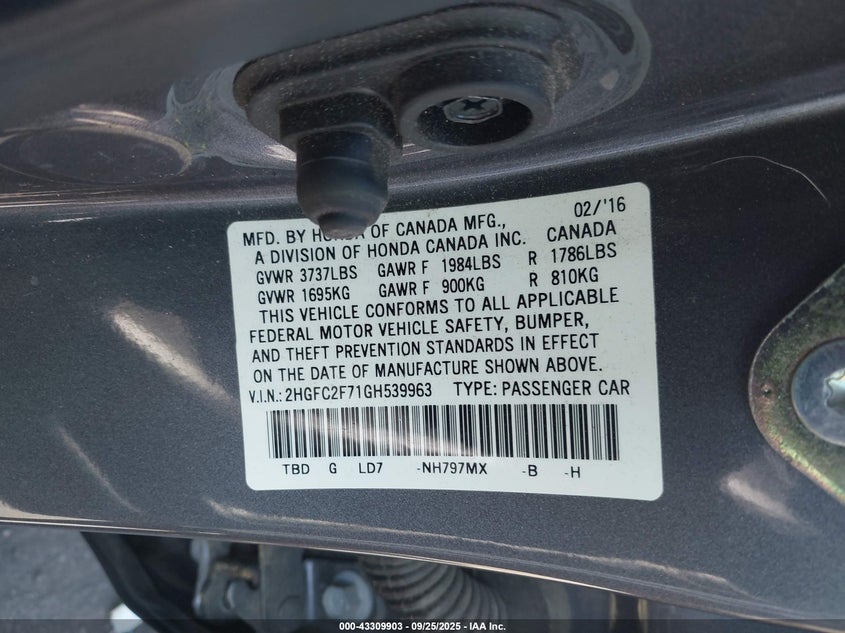 02/'16
MFD. BY HONDA OF CANADA MFG., CANADA
A DIVISION OF HONDA CANADA INC.
GVWR 3737LBS GAWR F 1984LBS R 1786LBS
GVWR 1695KG GAWR F 900KG R 810KG
THIS VEHICLE CONFORMS TO ALL APPLICABLE
FEDERAL MOTOR VEHICLE SAFETY, BUMPER,
AND THEFT PREVENTION STANDARDS IN EFFECT
ON THE DATE OF MANUFACTURE SHOWN ABOVE.
V.I.N.: 2HGFC2F71GH539963 TYPE: PASSENGER CAR
TBD G LD7 -NH797MX -B -H
000-43309903 - 09/25/2025 - IAA Inc.